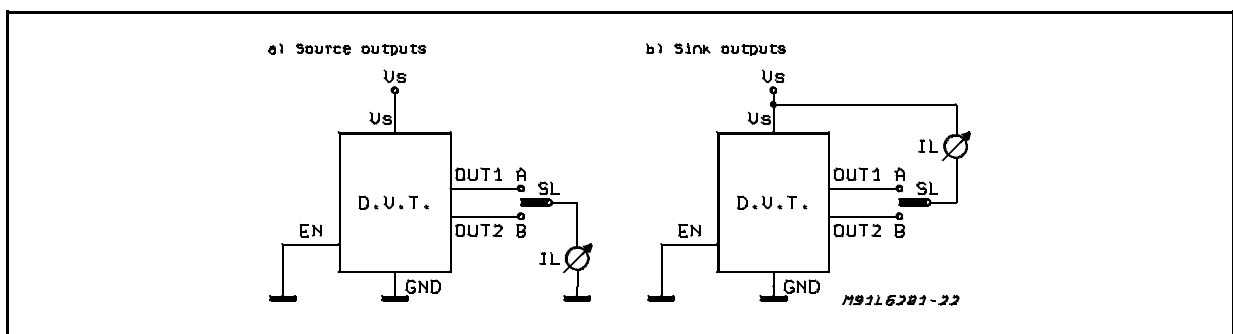 a) Source outputs
Vs
Vs
OUT1 A
SL
D.U.T.
EN
OUT2 B
IL
GND
b) Sink outputs
Vs
Vs
IL
OUT1 A
SL
D.U.T.
EN
OUT2 B
GND
M91L6201-22